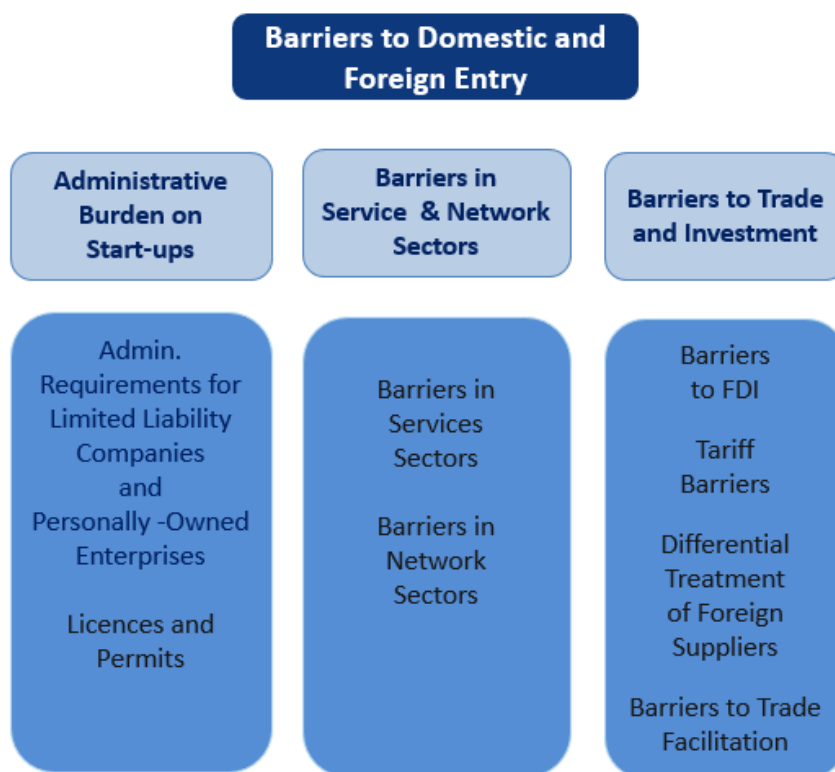 Barriers to Domestic and
Foreign Entry
Administrative
Burden on
Start-ups
Barriers in
Service & Network
Sectors
Barriers to Trade
and Investment
Admin.
Requirements for
Limited Liability
Companies
and
Personally -Owned
Enterprises
Licences and
Permits
Barriers in
Services
Sectors
Barriers in
Network
Sectors
Barriers
to FDI
Tariff
Barriers
Differential
Treatment
of Foreign
Suppliers
Barriers to Trade
Facilitation